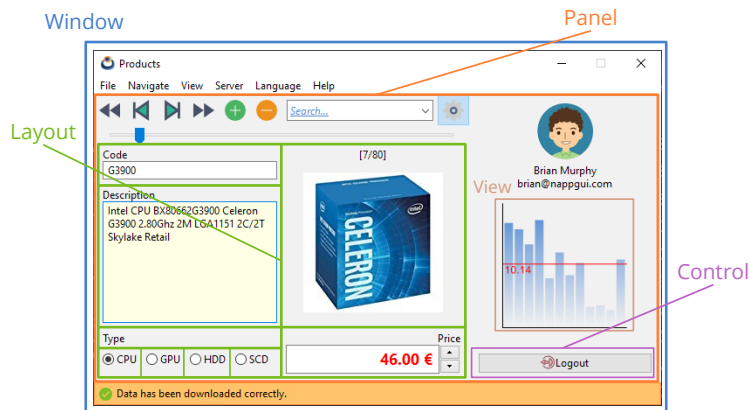 Window
Panel
Products
File Navigate View Server Language Help
Search...
Layout
Code
G3900
[7/80]
Brian Murphy
brian@nappgui.com
Description
Intel CPU BX80662G3900 Celeron
G3900 2.80Ghz 2M LGA1151 2C/2T
Skylake Retail
View
intel
CELERON
10.14
Control
Type
Price
CPU GPU HDD SCD
46.00 €
Logout
Data has been downloaded correctly.